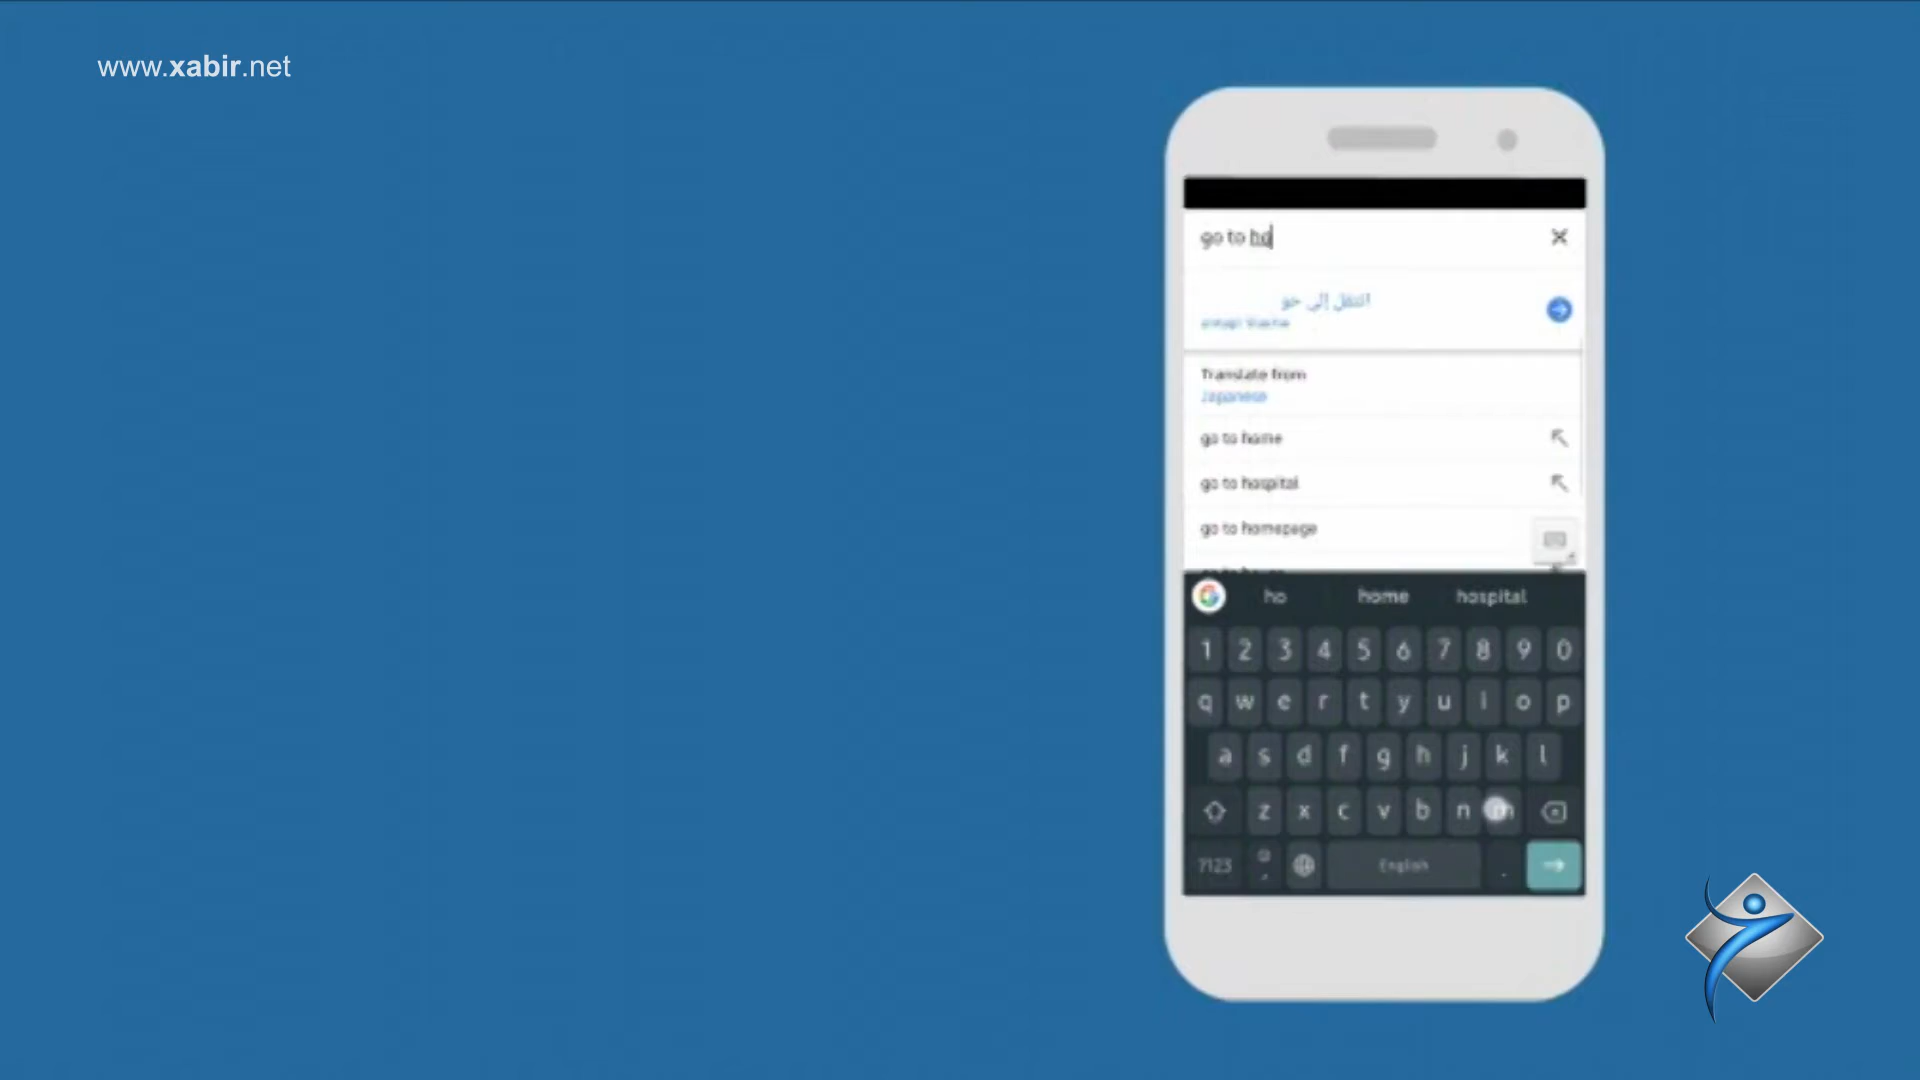 www.xabir.net
go to ho
انتقل إلى خو
Translate from
Japanese
go to home
go to hospital
go to homepage
ho home hospital
1 2 3 4 5 6 7 8 9 0
q w e r t y u i o p
a s d f g h j k l
z x c v b n m
?123 English .